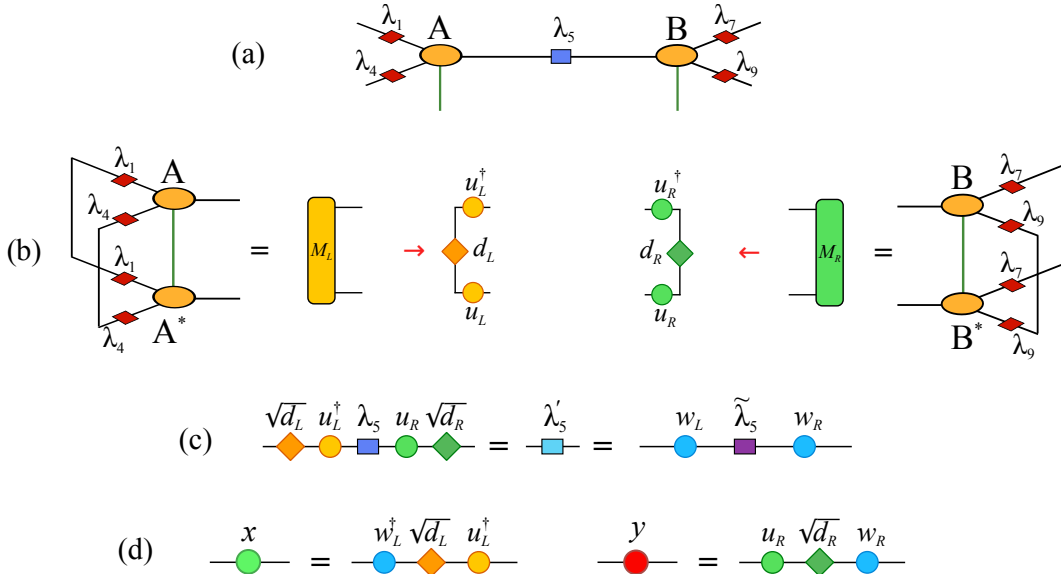 (a) λ₁ A λ₅ B λ₇
λ₄ λ₉
(b) λ₁ A λ₄ λ₁ A* λ₄ = M_L → u_L† d_L u_L
u_R† d_R u_R ← M_R = B λ₇ λ₉ λ₇ B* λ₉
(c) √d_L u_L† λ₅ u_R √d_R = λ₅′ = w_L λ̃₅ w_R
(d) x = w_L† √d_L u_L† y = u_R √d_R w_R